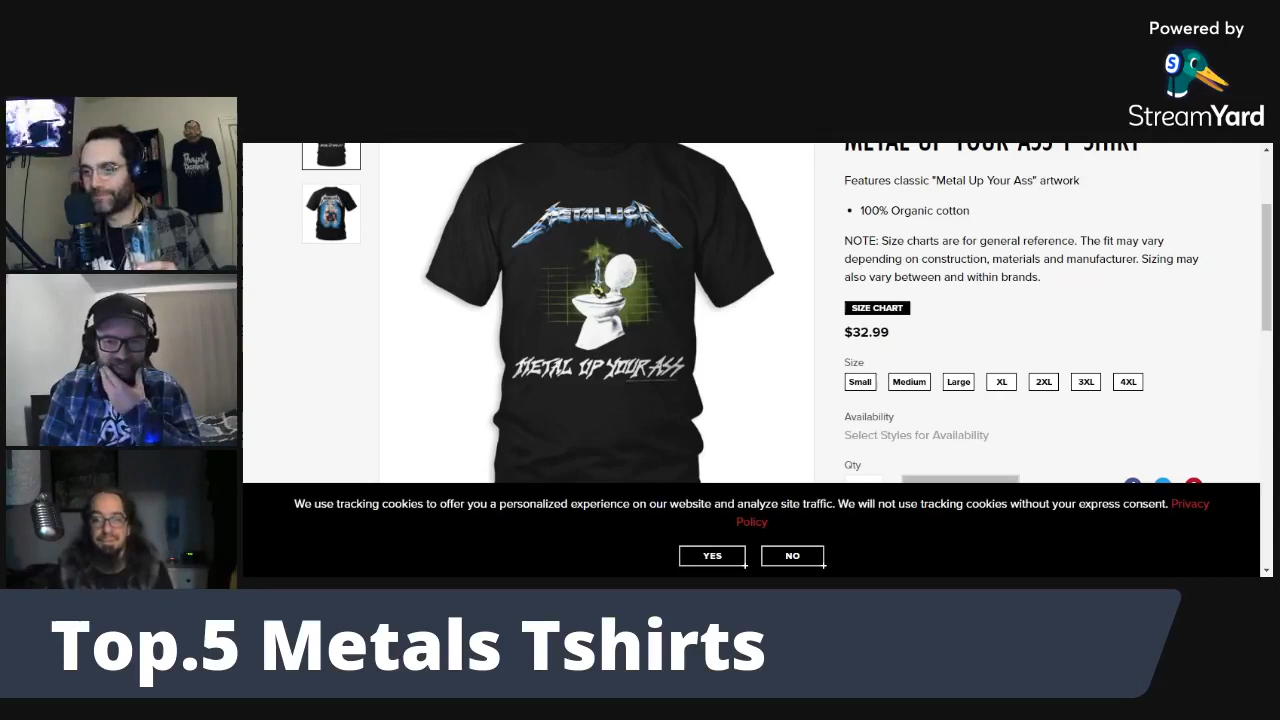 Powered by
StreamYard
METAL UP YOUR ASS T-SHIRT
Features classic "Metal Up Your Ass" artwork
• 100% Organic cotton
NOTE: Size charts are for general reference. The fit may vary
depending on construction, materials and manufacturer. Sizing may
also vary between and within brands.
SIZE CHART
$32.99
Size
Small Medium Large XL 2XL 3XL 4XL
Availability
Select Styles for Availability
Qty
METALLICA
METAL UP YOUR ASS
We use tracking cookies to offer you a personalized experience on our website and analyze site traffic. We will not use tracking cookies without your express consent. Privacy
Policy
YES NO
Top.5 Metals Tshirts